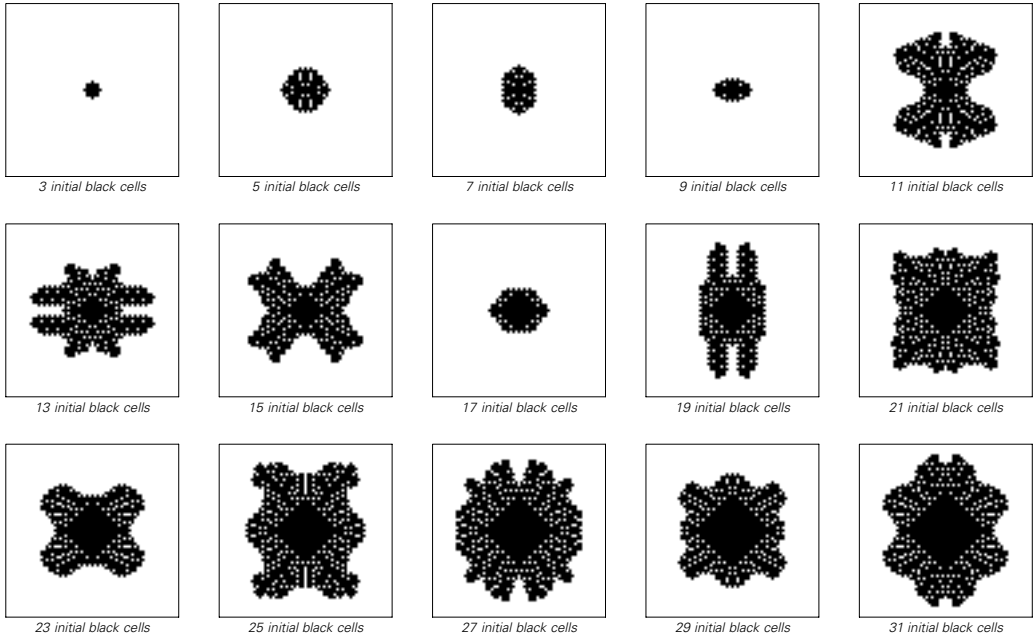 3 initial black cells
5 initial black cells
7 initial black cells
9 initial black cells
11 initial black cells
13 initial black cells
15 initial black cells
17 initial black cells
19 initial black cells
21 initial black cells
23 initial black cells
25 initial black cells
27 initial black cells
29 initial black cells
31 initial black cells